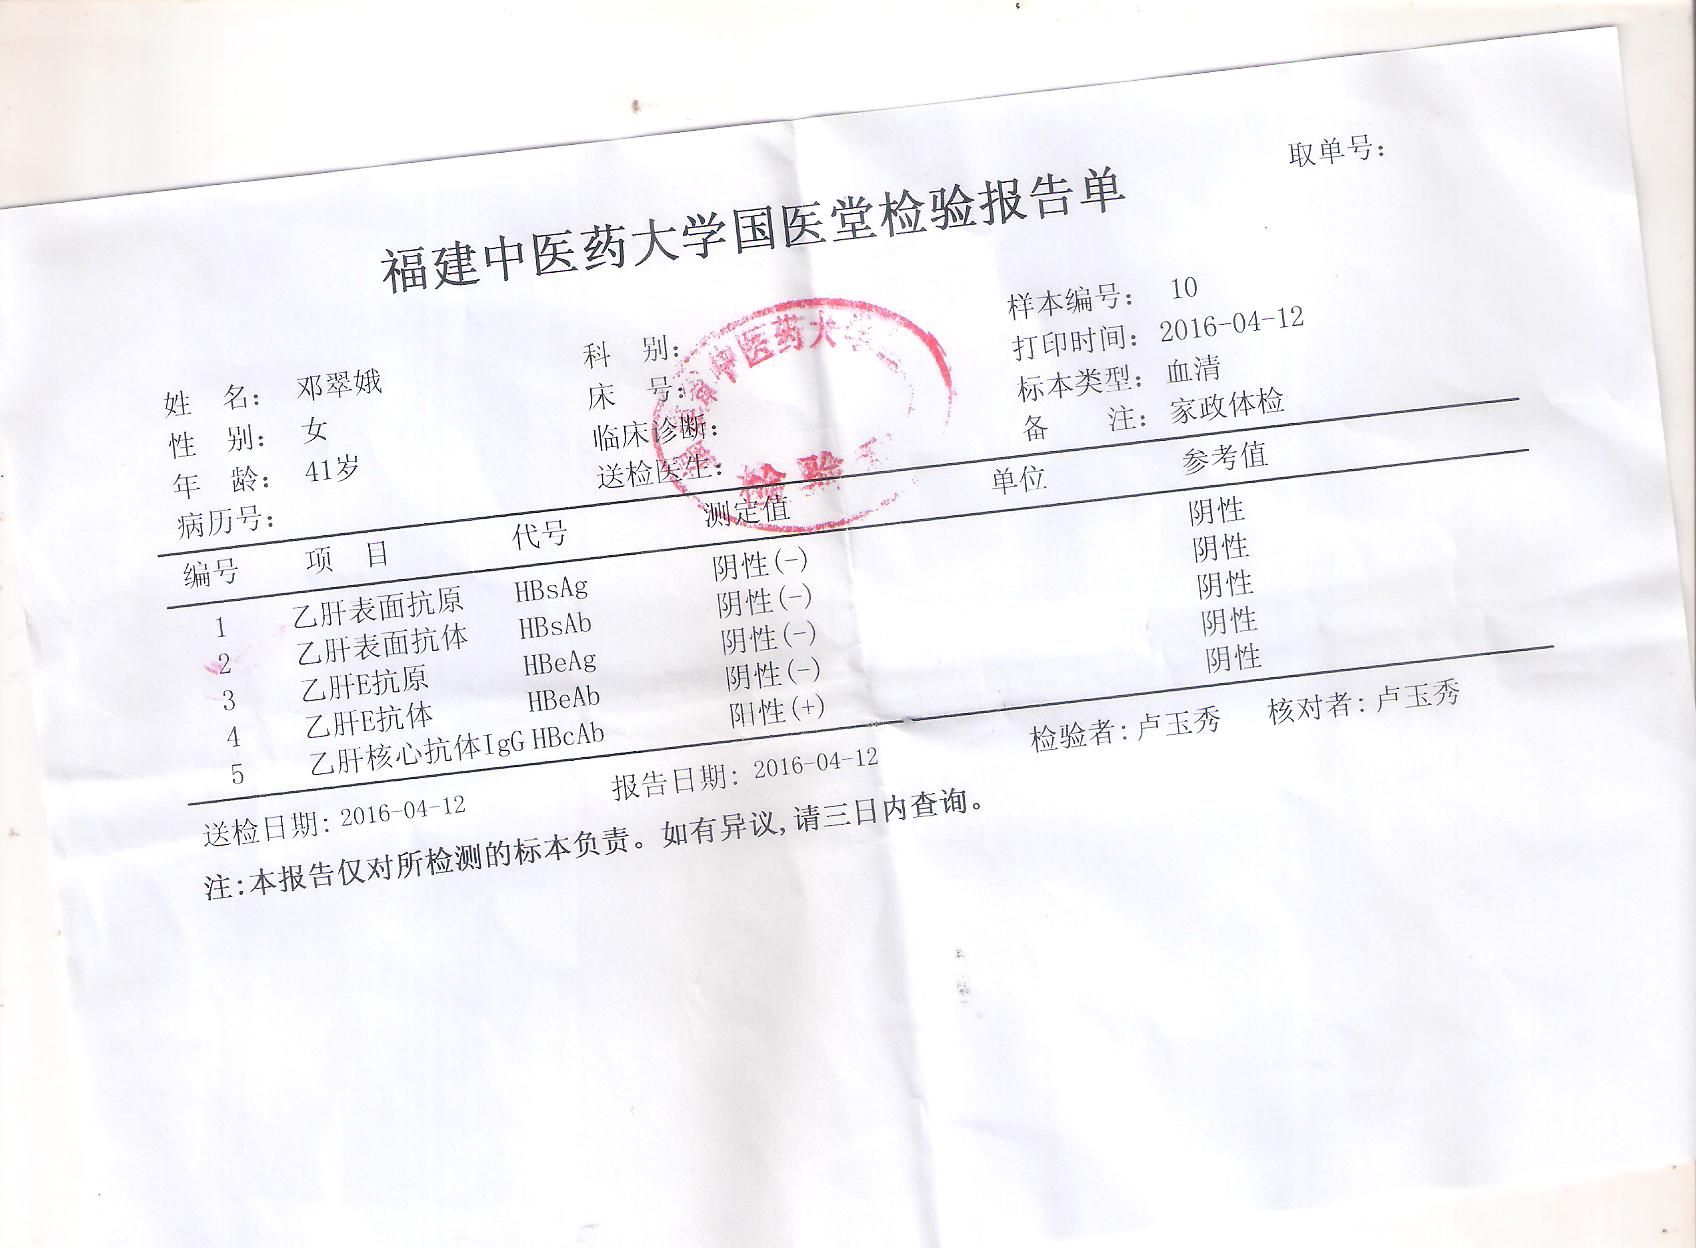 取单号：
福建中医药大学国医堂检验报告单
姓 名： 邓翠娥 科 别： 样本编号： 10
性 别： 女 床 号： 打印时间： 2016-04-12
年 龄： 41岁 临床诊断： 标本类型： 血清
病历号： 送检医生： 备 注： 家政体检
编号 项 目 代号 测定值 单位 参考值
1 乙肝表面抗原 HBsAg 阴性(-) 阴性
2 乙肝表面抗体 HBsAb 阴性(-) 阴性
3 乙肝E抗原 HBeAg 阴性(-) 阴性
4 乙肝E抗体 HBeAb 阴性(-) 阴性
5 乙肝核心抗体IgG HBcAb 阳性(+) 阴性
送检日期: 2016-04-12 报告日期: 2016-04-12 检验者: 卢玉秀 核对者: 卢玉秀
注:本报告仅对所检测的标本负责。如有异议,请三日内查询。
中医药大学
检验